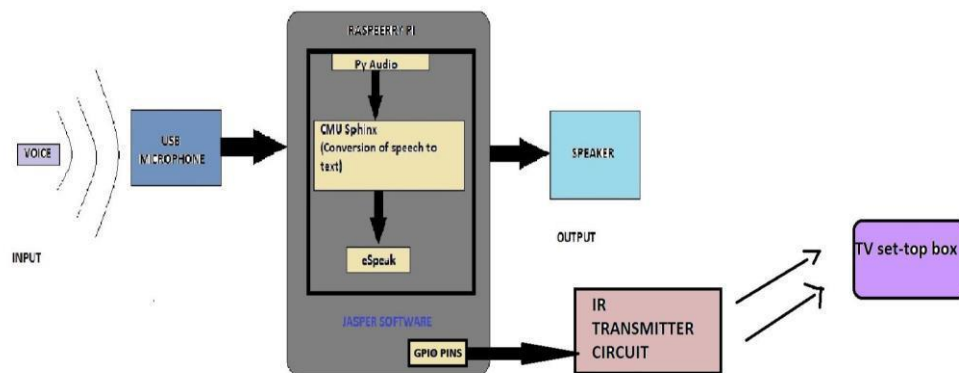 RASPEERRY PI
Py Audio
CMU Sphinx
(Conversion of speech to
text)
eSpeak
JASPER SOFTWARE
GPIO PINS
VOICE
INPUT
USB
MICROPHONE
SPEAKER
OUTPUT
IR
TRANSMITTER
CIRCUIT
TV set-top box